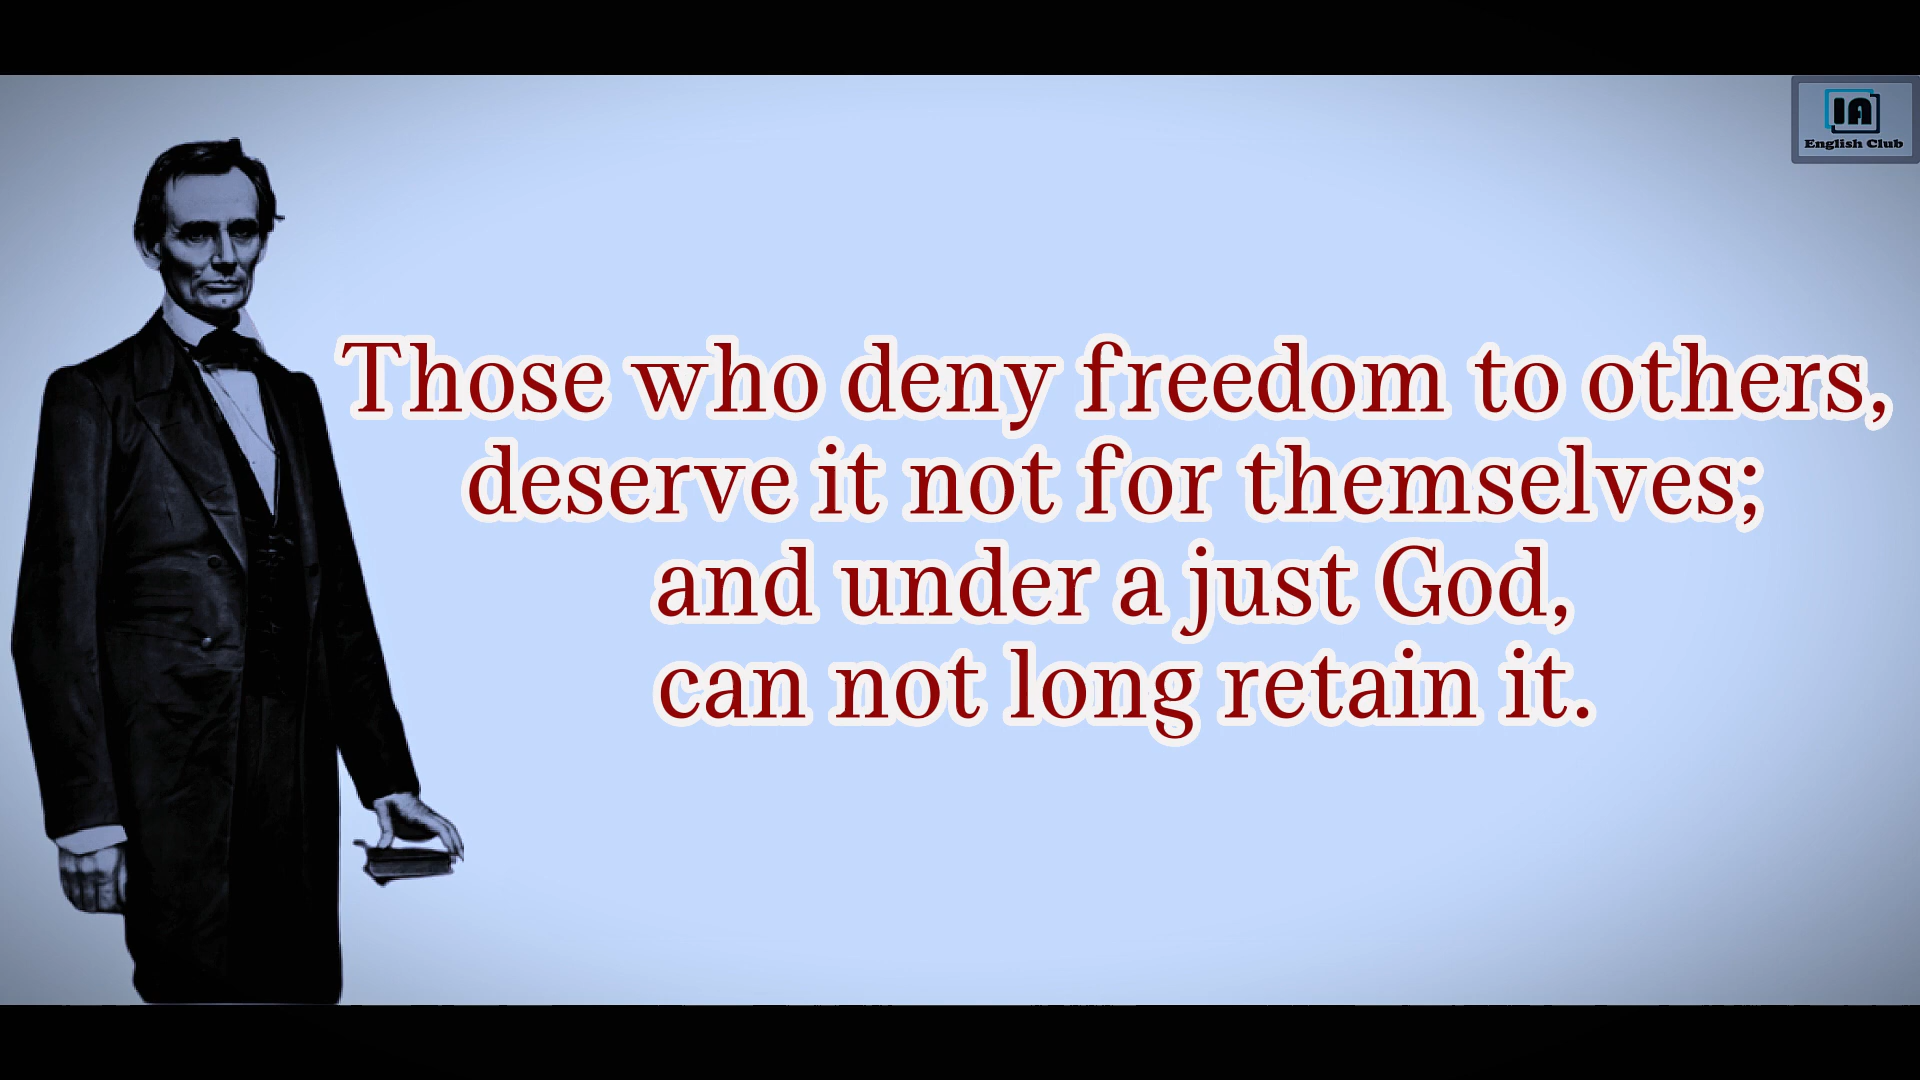 IA
English Club
Those who deny freedom to others,
deserve it not for themselves;
and under a just God,
can not long retain it.